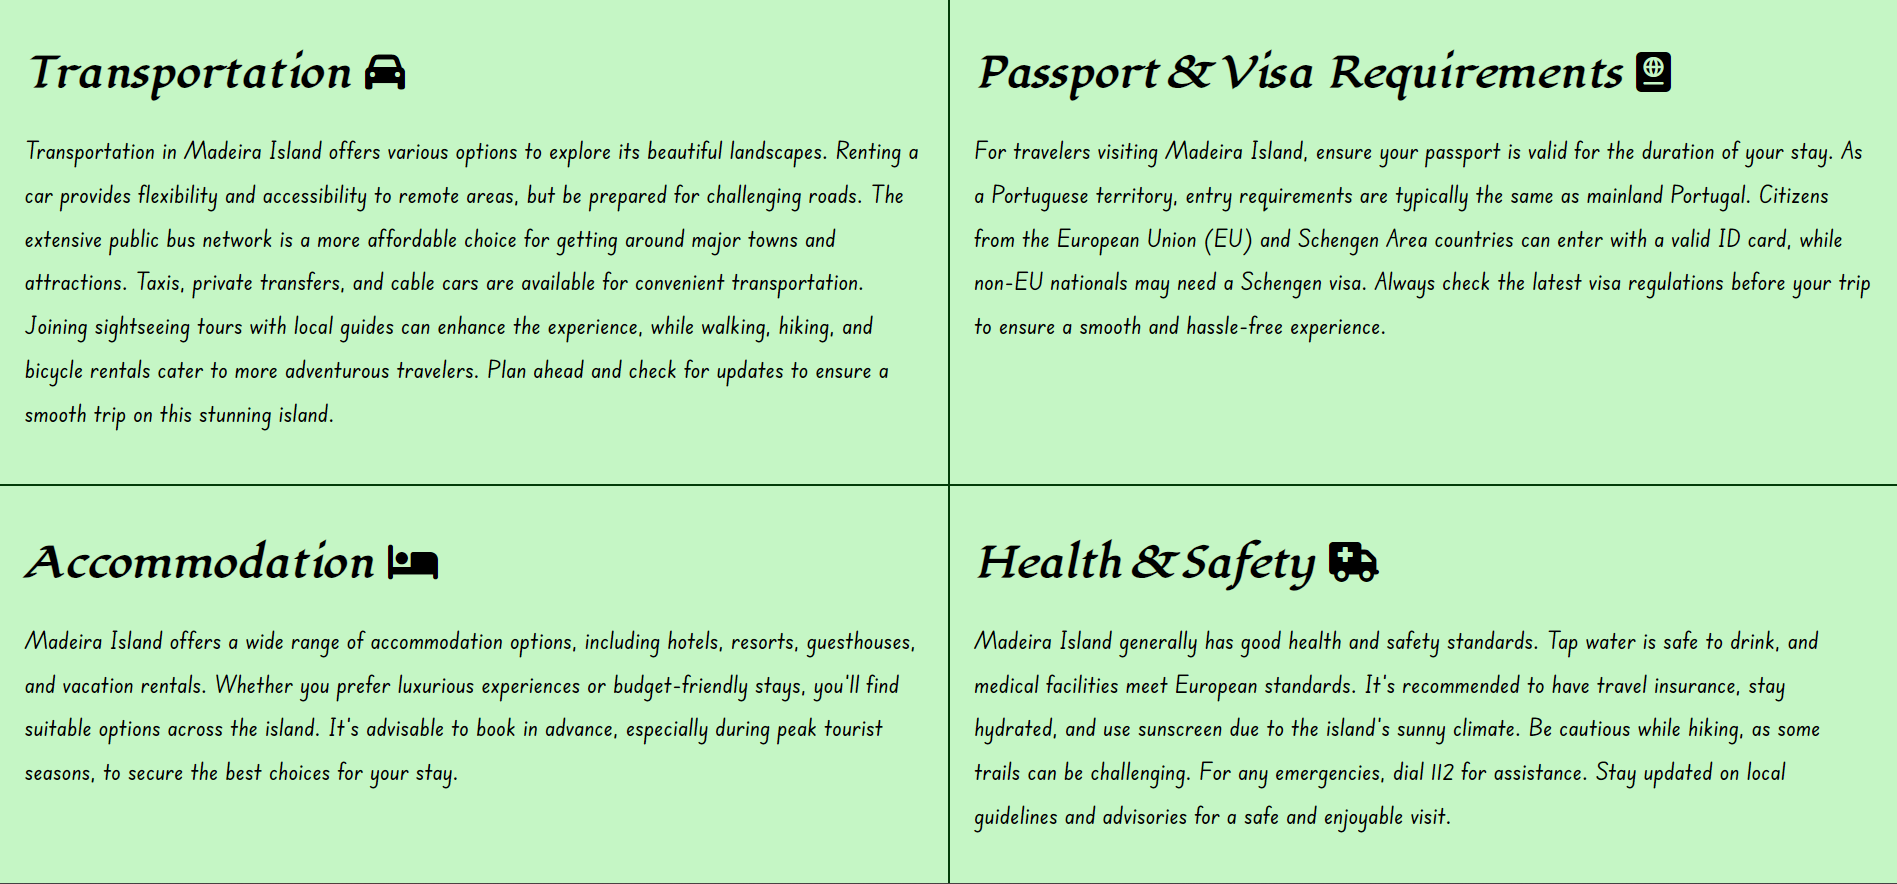 Transportation
Transportation in Madeira Island offers various options to explore its beautiful landscapes. Renting a
car provides flexibility and accessibility to remote areas, but be prepared for challenging roads. The
extensive public bus network is a more affordable choice for getting around major towns and
attractions. Taxis, private transfers, and cable cars are available for convenient transportation.
Joining sightseeing tours with local guides can enhance the experience, while walking, hiking, and
bicycle rentals cater to more adventurous travelers. Plan ahead and check for updates to ensure a
smooth trip on this stunning island.
Passport & Visa Requirements
For travelers visiting Madeira Island, ensure your passport is valid for the duration of your stay. As
a Portuguese territory, entry requirements are typically the same as mainland Portugal. Citizens
from the European Union (EU) and Schengen Area countries can enter with a valid ID card, while
non-EU nationals may need a Schengen visa. Always check the latest visa regulations before your trip
to ensure a smooth and hassle-free experience.
Accommodation
Madeira Island offers a wide range of accommodation options, including hotels, resorts, guesthouses,
and vacation rentals. Whether you prefer luxurious experiences or budget-friendly stays, you'll find
suitable options across the island. It's advisable to book in advance, especially during peak tourist
seasons, to secure the best choices for your stay.
Health & Safety
Madeira Island generally has good health and safety standards. Tap water is safe to drink, and
medical facilities meet European standards. It's recommended to have travel insurance, stay
hydrated, and use sunscreen due to the island's sunny climate. Be cautious while hiking, as some
trails can be challenging. For any emergencies, dial 112 for assistance. Stay updated on local
guidelines and advisories for a safe and enjoyable visit.